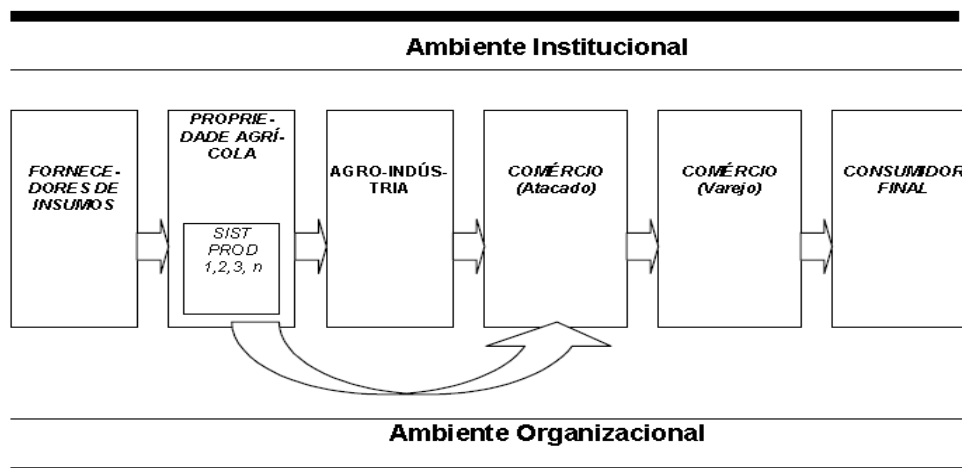 Ambiente Institucional
FORNECE-
DORES DE
INSUMOS
PROPRIE-
DADE AGRÍ-
COLA
SIST
PROD
1,2,3, n
AGRO-INDÚS-
TRIA
COMÉRCIO
(Atacado)
COMÉRCIO
(Varejo)
CONSUMIDOR
FINAL
Ambiente Organizacional